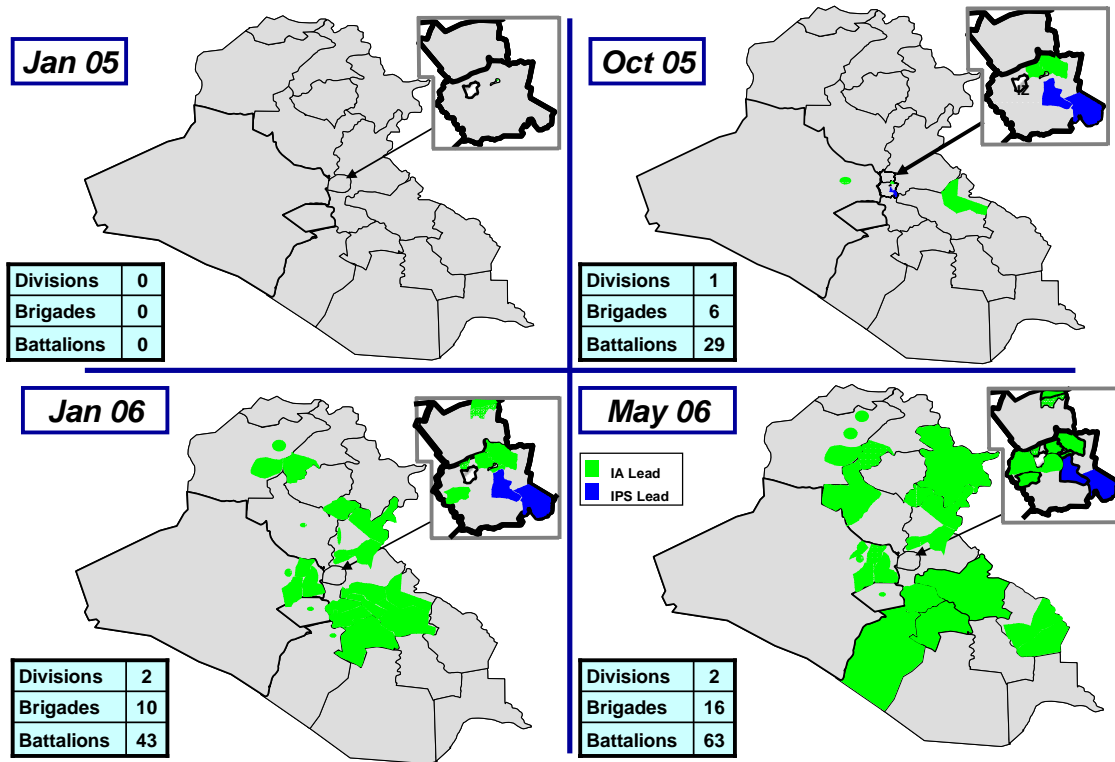 Jan 05
Divisions 0
Brigades 0
Battalions 0
Oct 05
IZ
Divisions 1
Brigades 6
Battalions 29
Jan 06
Divisions 2
Brigades 10
Battalions 43
May 06
IA Lead
IPS Lead
Divisions 2
Brigades 16
Battalions 63